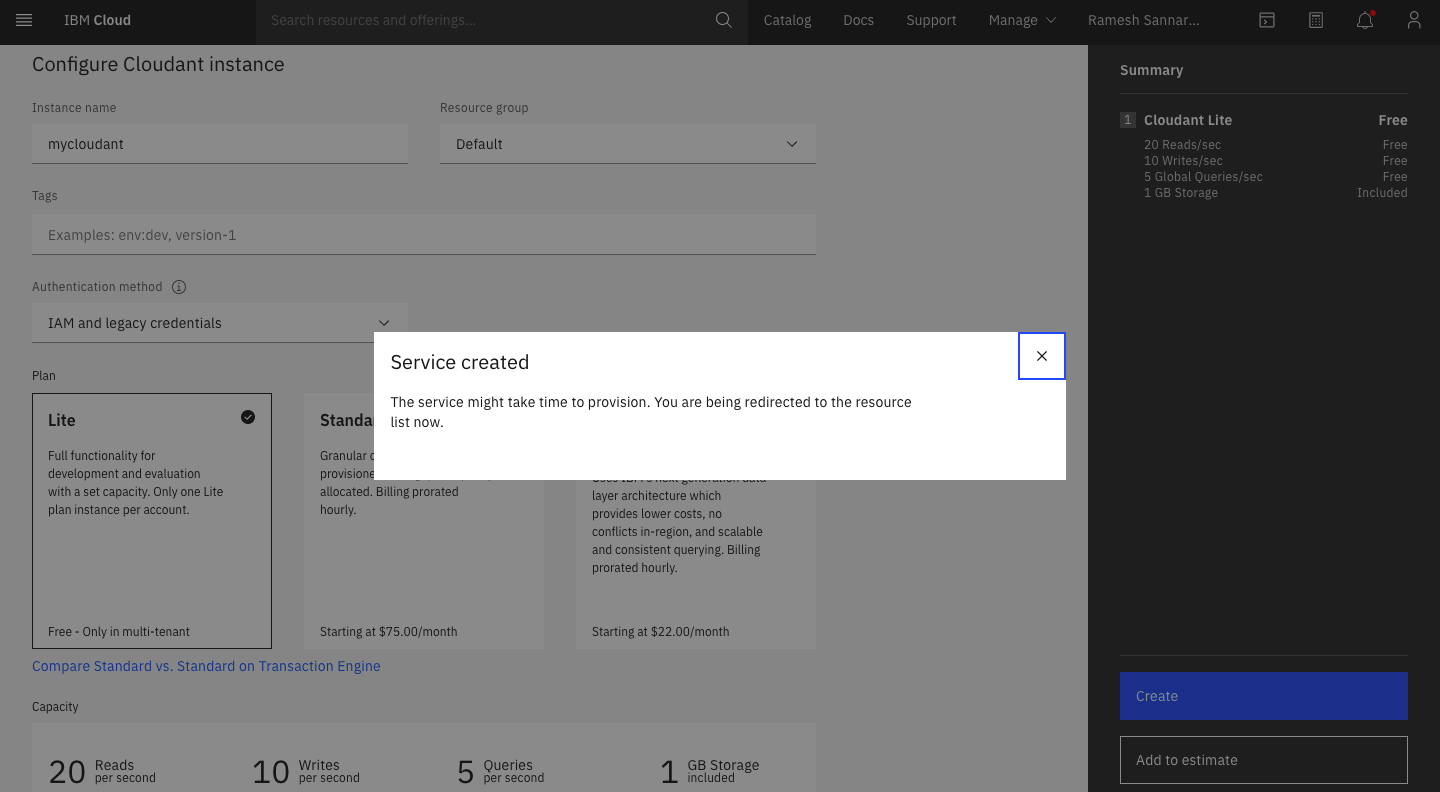 IBM Cloud
Search resources and offerings...
Catalog
Docs
Support
Manage
Ramesh Sannar...
Configure Cloudant instance
Instance name
Resource group
mycloudant
Default
Tags
Examples: env:dev, version-1
Authentication method
IAM and legacy credentials
Service created
The service might take time to provision. You are being redirected to the resource
list now.
Plan
Lite
Full functionality for
development and evaluation
with a set capacity. Only one Lite
plan instance per account.
Free - Only in multi-tenant
Granular
allocated. Billing prorated
hourly.
Starting at $75.00/month
Uses IBM's next generation data
layer architecture which
provides lower costs, no
conflicts in-region, and scalable
and consistent querying. Billing
prorated hourly.
Starting at $22.00/month
Compare Standard vs. Standard on Transaction Engine
Capacity
20 Reads
per second
10 Writes
per second
5 Queries
per second
1 GB Storage
included
Summary
1 Cloudant Lite Free
20 Reads/sec Free
10 Writes/sec Free
5 Global Queries/sec Free
1 GB Storage Included
Create
Add to estimate